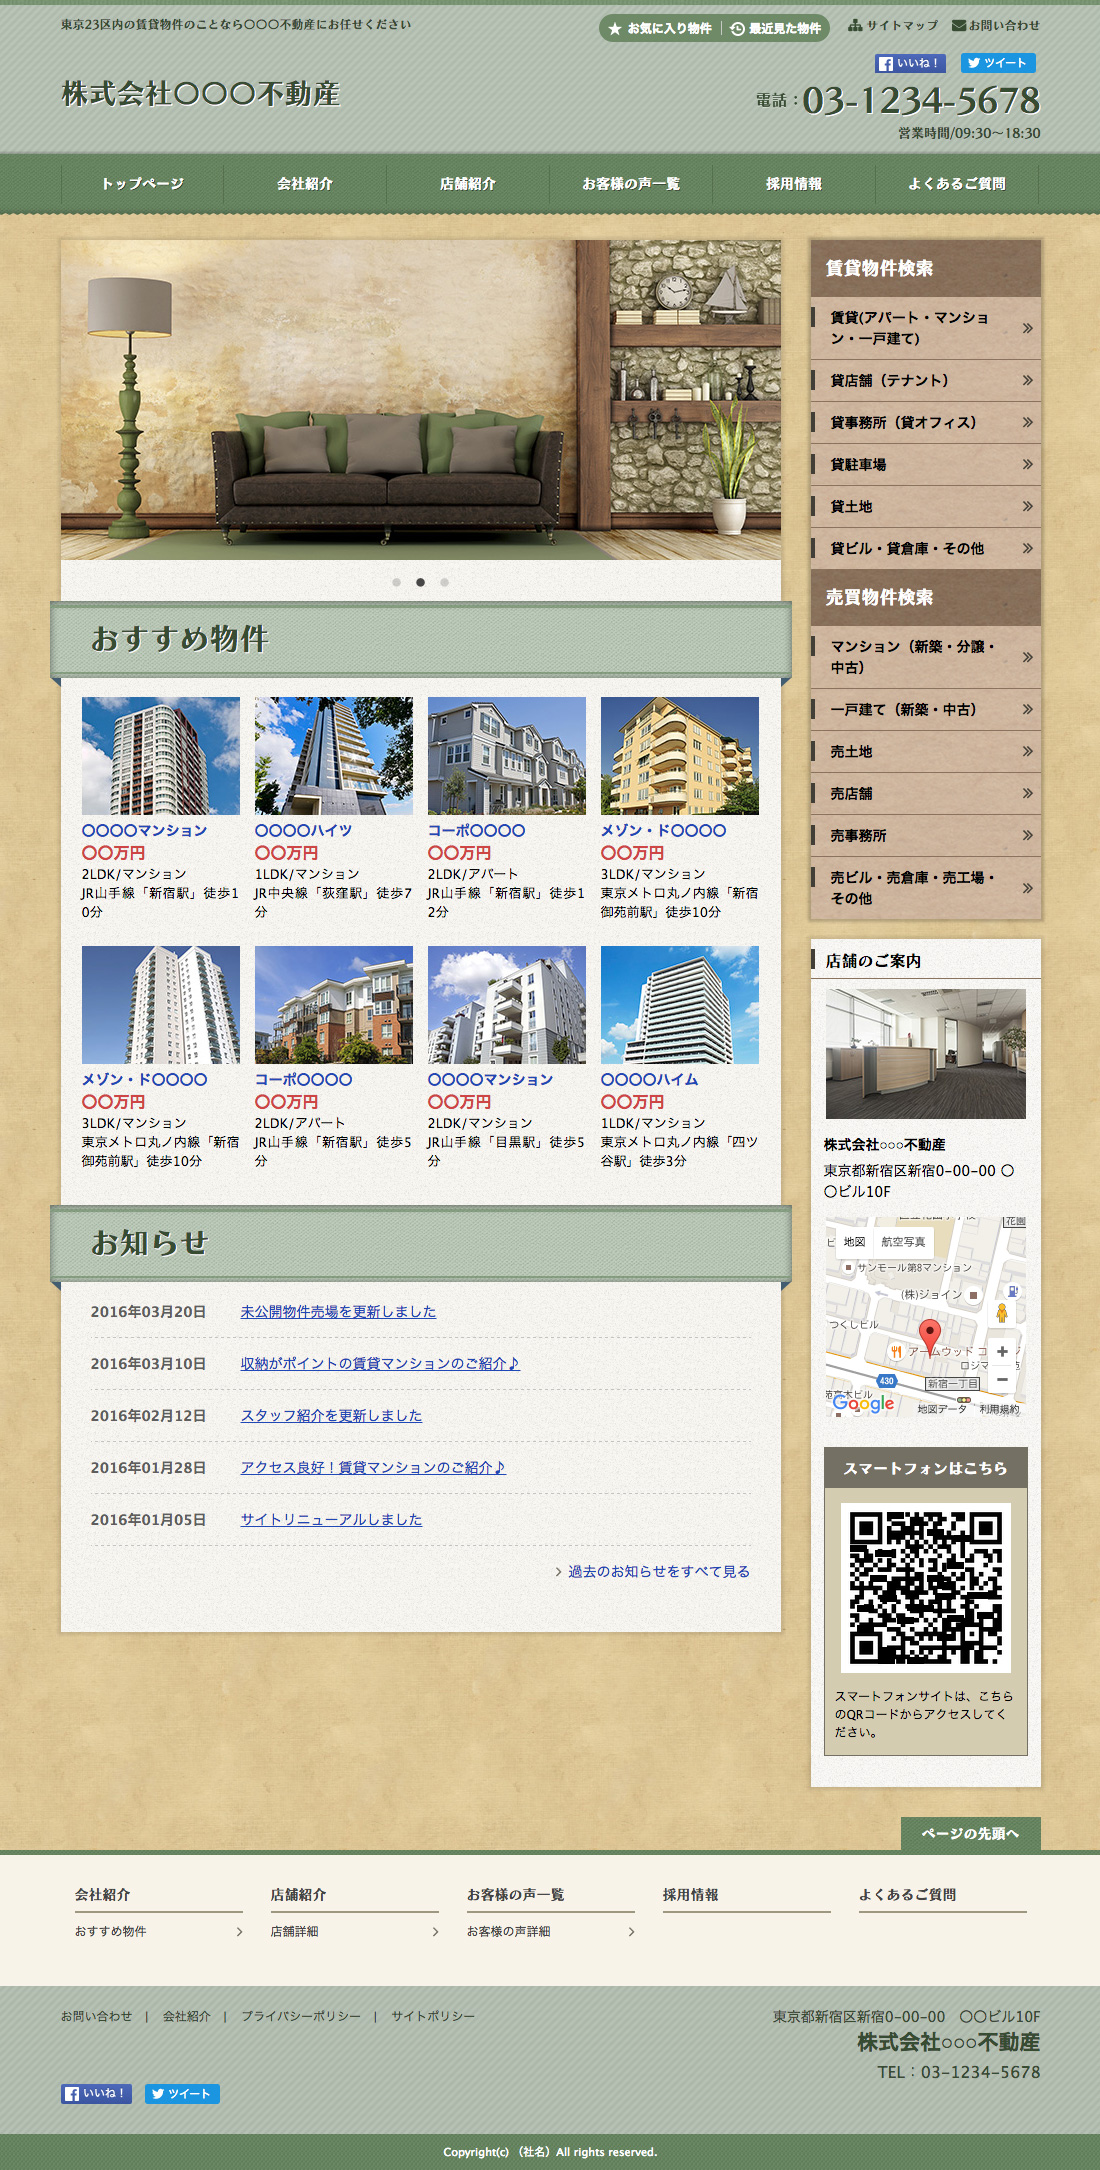 東京23区内の賃貸物件のことなら〇〇〇不動産にお任せください
お気に入り物件
最近見た物件
サイトマップ
お問い合わせ
いいね！
ツイート
株式会社〇〇〇不動産
電話：03-1234-5678
営業時間/09:30〜18:30
トップページ
会社紹介
店舗紹介
お客様の声一覧
採用情報
よくあるご質問
賃貸物件検索
賃貸(アパート・マンショ
ン・一戸建て)
貸店舗（テナント）
貸事務所（貸オフィス）
貸駐車場
貸土地
貸ビル・貸倉庫・その他
売買物件検索
マンション（新築・分譲・
中古）
一戸建て（新築・中古）
売土地
売店舗
売事務所
売ビル・売倉庫・売工場・
その他
おすすめ物件
〇〇〇〇マンション
〇〇万円
2LDK/マンション
JR山手線「新宿駅」徒歩1
0分
〇〇〇〇ハイツ
〇〇万円
1LDK/マンション
JR中央線「荻窪駅」徒歩7
分
コーポ〇〇〇〇
〇〇万円
2LDK/アパート
JR山手線「新宿駅」徒歩1
2分
メゾン・ド〇〇〇〇
〇〇万円
3LDK/マンション
東京メトロ丸ノ内線「新宿
御苑前駅」徒歩10分
メゾン・ド〇〇〇〇
〇〇万円
3LDK/マンション
東京メトロ丸ノ内線「新宿
御苑前駅」徒歩10分
コーポ〇〇〇〇
〇〇万円
2LDK/アパート
JR山手線「新宿駅」徒歩5
分
〇〇〇〇マンション
〇〇万円
2LDK/マンション
JR山手線「目黒駅」徒歩5
分
〇〇〇〇ハイム
〇〇万円
1LDK/マンション
東京メトロ丸ノ内線「四ツ
谷駅」徒歩3分
お知らせ
2016年03月20日 未公開物件売場を更新しました
2016年03月10日 収納がポイントの賃貸マンションのご紹介♪
2016年02月12日 スタッフ紹介を更新しました
2016年01月28日 アクセス良好！賃貸マンションのご紹介♪
2016年01月05日 サイトリニューアルしました
過去のお知らせをすべて見る
店舗のご案内
株式会社○○○不動産
東京都新宿区新宿0-00-00 〇
〇ビル10F
花園
地図
航空写真
サンモール第8マンション
(株)ジョイン
つくしビル
アームウッド コ
ロジマ
430
新宿一丁目
Google
地図データ
利用規約
スマートフォンはこちら
スマートフォンサイトは、こちら
のQRコードからアクセスしてく
ださい。
ページの先頭へ
会社紹介
おすすめ物件
店舗紹介
店舗詳細
お客様の声一覧
お客様の声詳細
採用情報
よくあるご質問
お問い合わせ | 会社紹介 | プライバシーポリシー | サイトポリシー
いいね！
ツイート
東京都新宿区新宿0-00-00　〇〇ビル10F
株式会社○○○不動産
TEL：03-1234-5678
Copyright(c) （社名）All rights reserved.